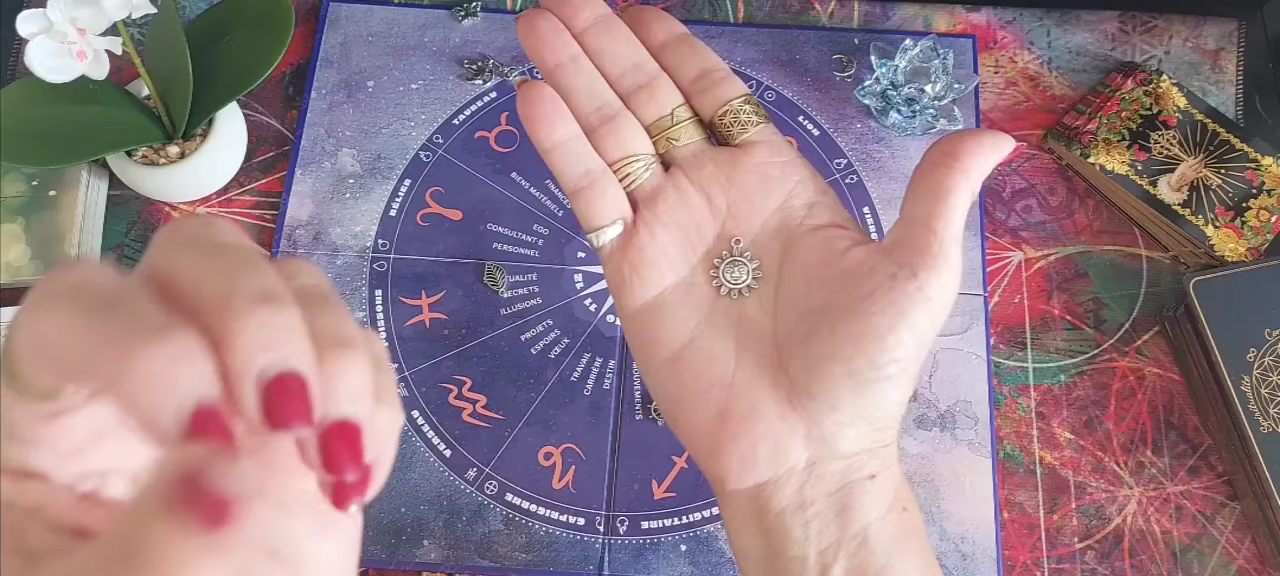 TAUREAU
LION
BÉLIER
FINANCES
BIENS MATÉRIELS
EGO
CONSULTANT·E
PERSONNEL
SECRETS
ILLUSIONS
PROJETS
ESPOIRS
VŒUX
TRAVAIL
CARRIÈRE
DESTIN
MOUVEMENTS
POISSONS
VERSEAU
CAPRICORNE
SAGITTAIRE
Spiritualité